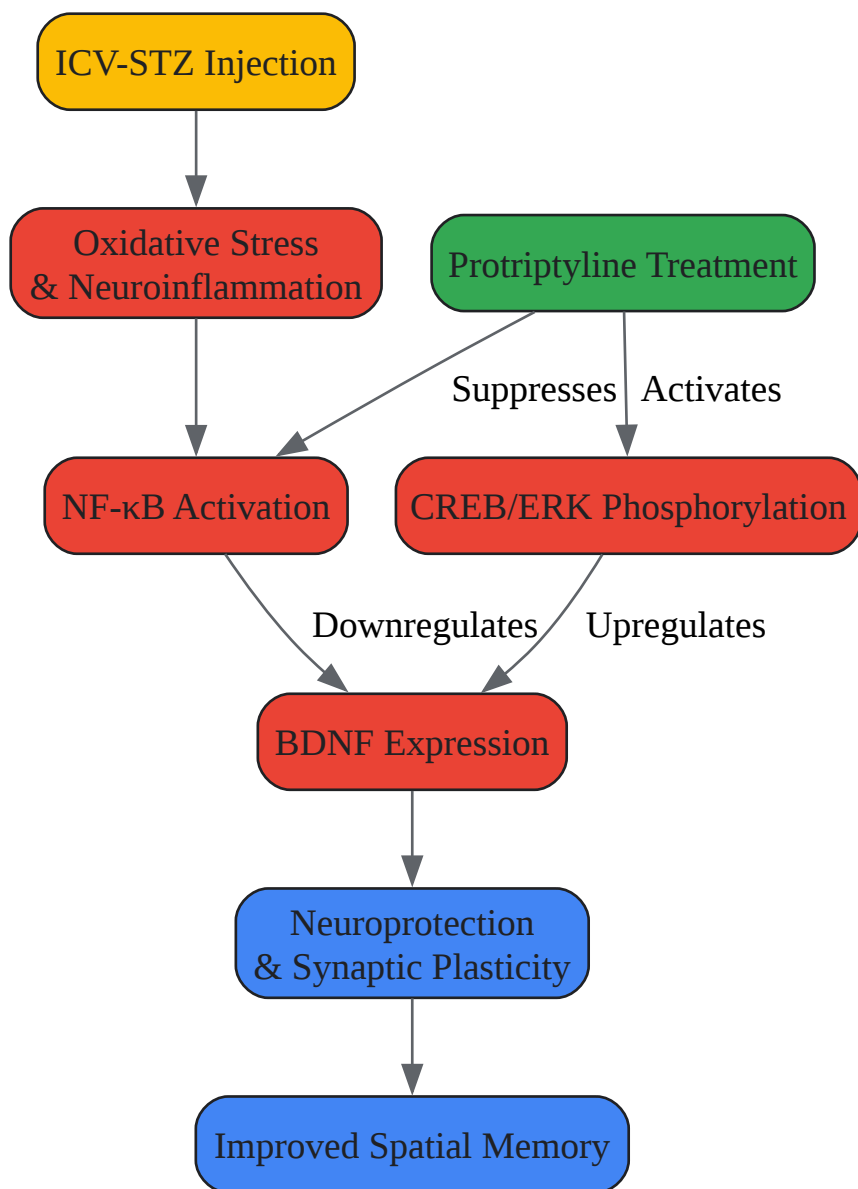 ICV-STZ Injection
Oxidative Stress
& Neuroinflammation
Protriptyline Treatment
Suppresses
Activates
NF-κB Activation
CREB/ERK Phosphorylation
Downregulates
Upregulates
BDNF Expression
Neuroprotection
& Synaptic Plasticity
Improved Spatial Memory